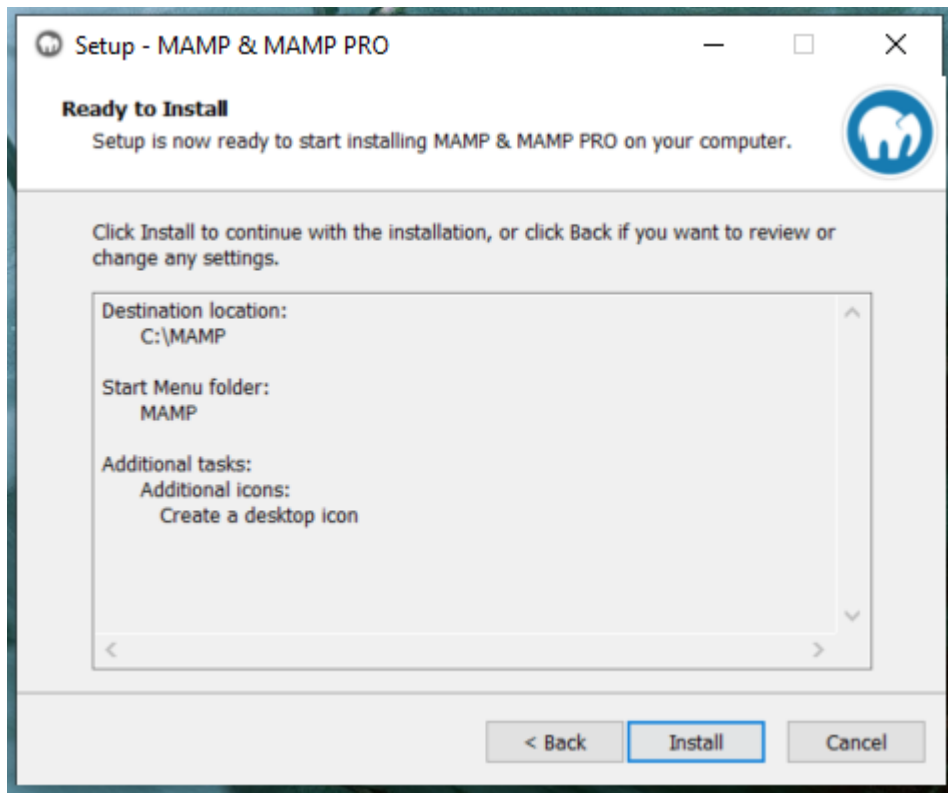 Setup - MAMP & MAMP PRO
Ready to Install
Setup is now ready to start installing MAMP & MAMP PRO on your computer.
Click Install to continue with the installation, or click Back if you want to review or
change any settings.
Destination location:
C:\MAMP
Start Menu folder:
MAMP
Additional tasks:
Additional icons:
Create a desktop icon
< Back
Install
Cancel